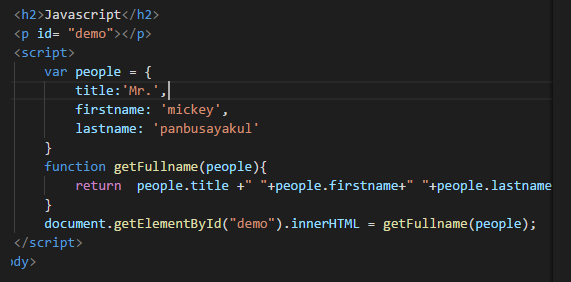 <h2>Javascript</h2>
<p id= "demo"></p>
<script>
    var people = {
        title:'Mr.',
        firstname: 'mickey',
        lastname: 'panbusayakul'
    }
    function getFullname(people){
        return  people.title +" "+people.firstname+" "+people.lastname
    }
    document.getElementById("demo").innerHTML = getFullname(people);
</script>
ody>